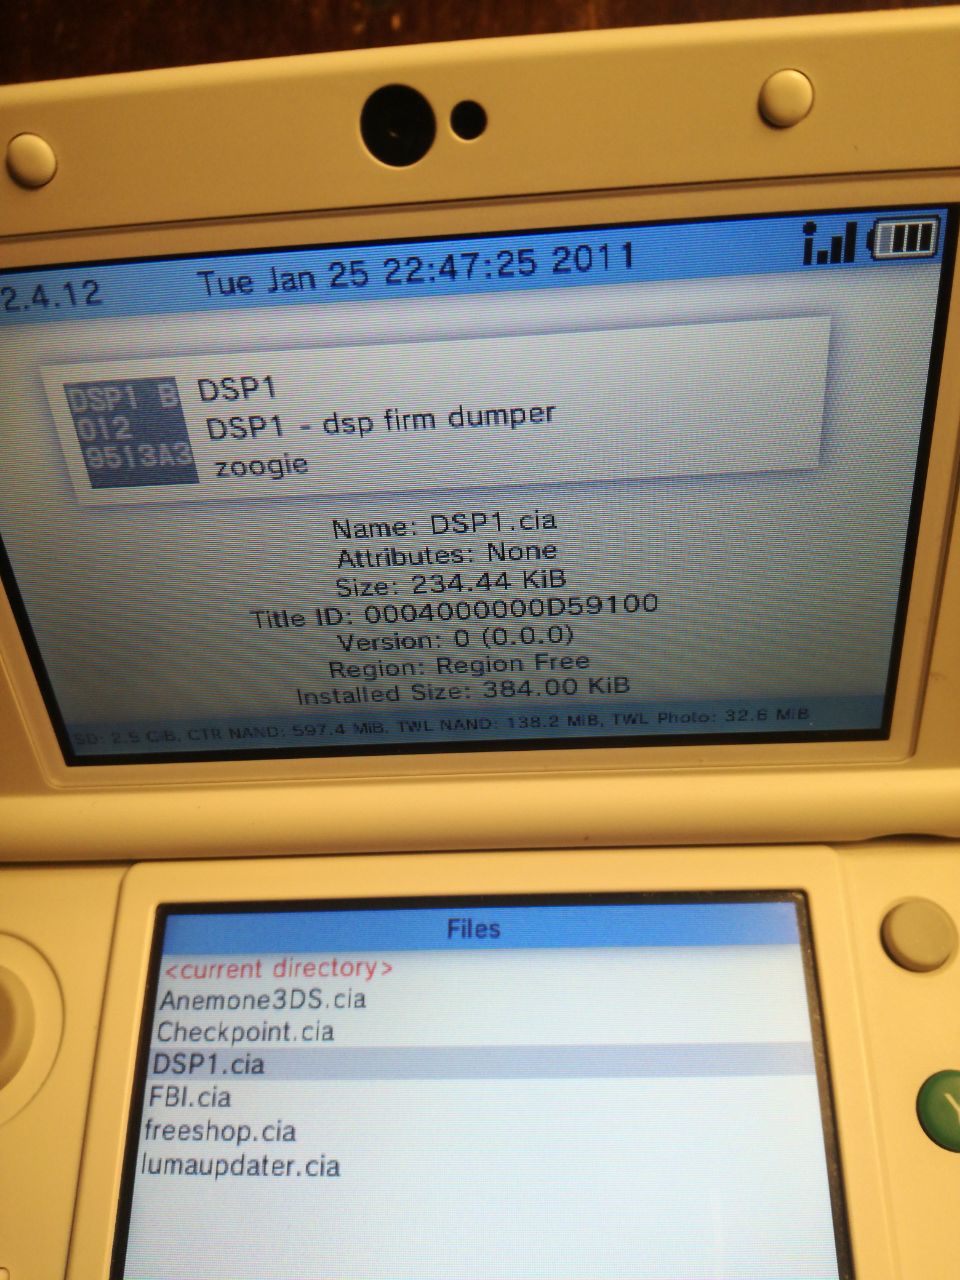 2.4.12
Tue Jan 25 22:47:25 2011
DSP1 B
012
9513A3
DSP1
DSP1 - dsp firm dumper
zoogie
Name: DSP1.cia
Attributes: None
Size: 234.44 KiB
Title ID: 0004000000D59100
Version: 0 (0.0.0)
Region: Region Free
Installed Size: 384.00 KiB
SD: 2.5 GiB, CTR NAND: 597.4 MiB, TWL NAND: 138.2 MiB, TWL Photo: 32.6 MiB
Files
<current directory>
Anemone3DS.cia
Checkpoint.cia
DSP1.cia
FBI.cia
freeshop.cia
lumaupdater.cia
Y